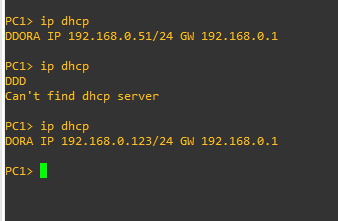 PC1> ip dhcp
DDORA IP 192.168.0.51/24 GW 192.168.0.1
PC1> ip dhcp
DDD
Can't find dhcp server
PC1> ip dhcp
DORA IP 192.168.0.123/24 GW 192.168.0.1
PC1>